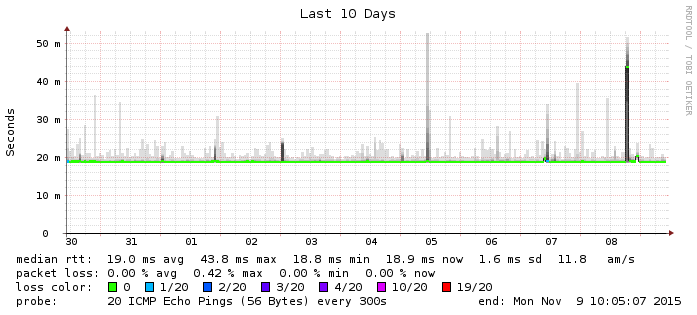 Last 10 Days
RRDTOOL / TOBI OETIKER
Seconds
50 m
40 m
30 m
20 m
10 m
0
30 31 01 02 03 04 05 06 07 08
median rtt: 19.0 ms avg 43.8 ms max 18.8 ms min 18.9 ms now 1.6 ms sd 11.8 am/s
packet loss: 0.00 % avg 0.42 % max 0.00 % min 0.00 % now
loss color: 0 1/20 2/20 3/20 4/20 10/20 19/20
probe: 20 ICMP Echo Pings (56 Bytes) every 300s end: Mon Nov 9 10:05:07 2015